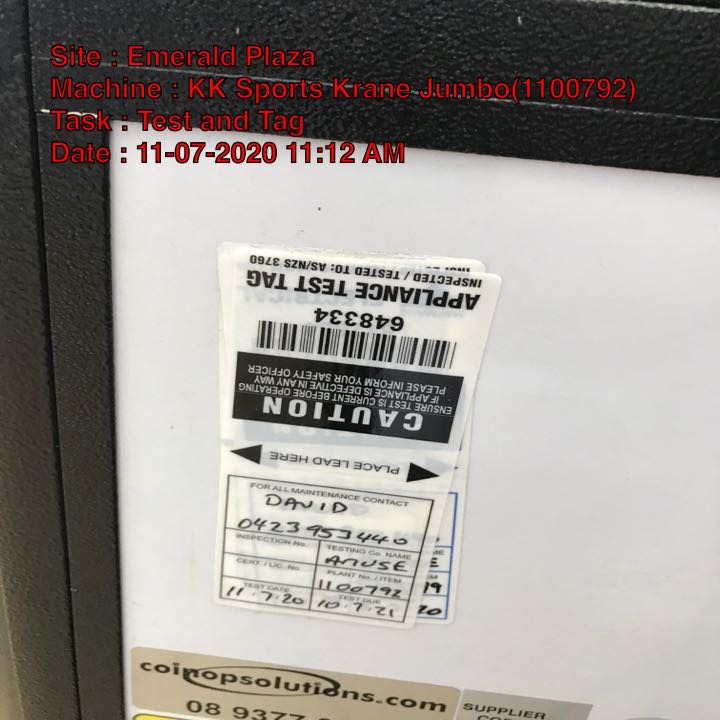 Site : Emerald Plaza
Machine : KK Sports Krane Jumbo(1100792)
Task : Test and Tag
Date : 11-07-2020 11:12 AM
INSPECTED / TESTED TO: AS/NZS 3760
APPLIANCE TEST TAG
648334
CAUTION
ENSURE TEST IS CURRENT BEFORE OPERATING
IF APPLIANCE IS DEFECTIVE IN ANY WAY
PLEASE INFORM YOUR SAFETY OFFICER
PLACE LEAD HERE
FOR ALL MAINTENANCE CONTACT
DAVID
0423953440
INSPECTION No. TESTING Co. NAME
AMUSE
CERT. / LIC. No. PLANT No. / ITEM
1100792
TEST DATE TEST DUE
11.7.20 10.7.21
coinopsolutions.com
08 9377
SUPPLIER